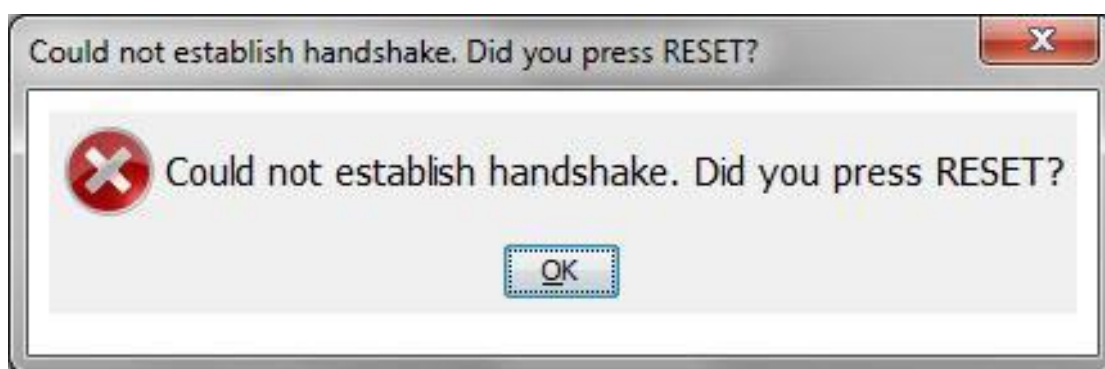 Could not establish handshake. Did you press RESET?
Could not establish handshake. Did you press RESET?
OK